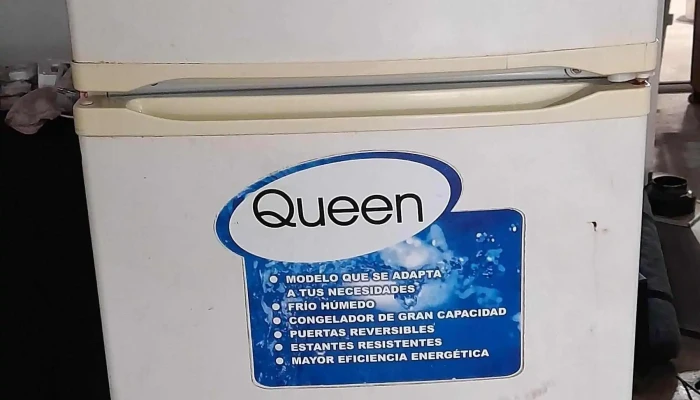 Queen
MODELO QUE SE ADAPTA
A TUS NECESIDADES
FRÍO HÚMEDO
CONGELADOR DE GRAN CAPACIDAD
PUERTAS REVERSIBLES
ESTANTES RESISTENTES
MAYOR EFICIENCIA ENERGÉTICA